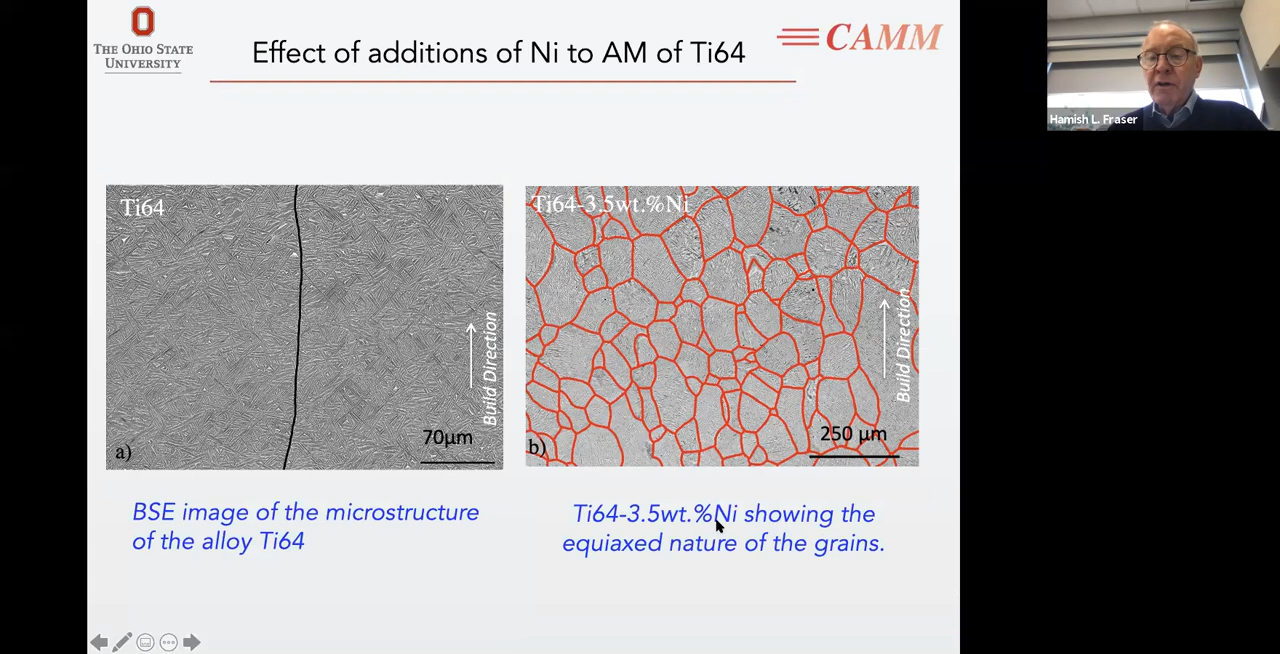 THE OHIO STATE
UNIVERSITY
Effect of additions of Ni to AM of Ti64
CAMM
Hamish L. Fraser
Ti64
Build Direction
70µm
a)
Ti64-3.5wt.%Ni
Build Direction
250 µm
b)
BSE image of the microstructure
of the alloy Ti64
Ti64-3.5wt.%Ni showing the
equiaxed nature of the grains.